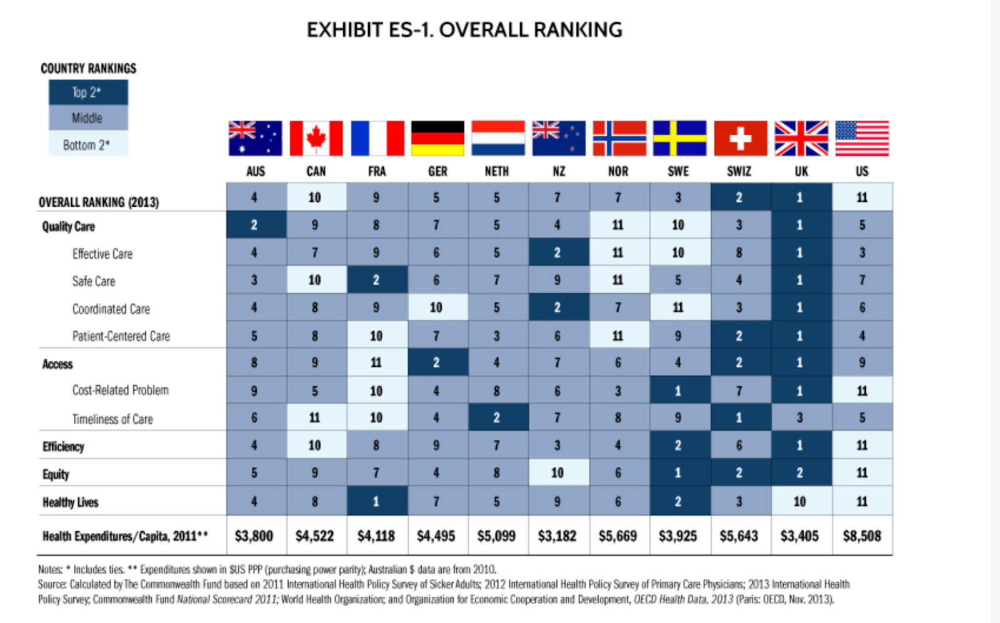 EXHIBIT ES-1. OVERALL RANKING
COUNTRY RANKINGS
Top 2*
Middle
Bottom 2*
AUS CAN FRA GER NETH NZ NOR SWE SWIZ UK US
OVERALL RANKING (2013) 4 10 9 5 5 7 7 3 2 1 11
Quality Care 2 9 8 7 5 4 11 10 3 1 5
Effective Care 4 7 9 6 5 2 11 10 8 1 3
Safe Care 3 10 2 6 7 9 11 5 4 1 7
Coordinated Care 4 8 9 10 5 2 7 11 3 1 6
Patient-Centered Care 5 8 10 7 3 6 11 9 2 1 4
Access 8 9 11 2 4 7 6 4 2 1 9
Cost-Related Problem 9 5 10 4 8 6 3 1 7 1 11
Timeliness of Care 6 11 10 4 2 7 8 9 1 3 5
Efficiency 4 10 8 9 7 3 4 2 6 1 11
Equity 5 9 7 4 8 10 6 1 2 2 11
Healthy Lives 4 8 1 7 5 9 6 2 3 10 11
Health Expenditures/Capita, 2011** $3,800 $4,522 $4,118 $4,495 $5,099 $3,182 $5,669 $3,925 $5,643 $3,405 $8,508
Notes: * Includes ties. ** Expenditures shown in $US PPP (purchasing power parity); Australian $ data are from 2010.
Source: Calculated by The Commonwealth Fund based on 2011 International Health Policy Survey of Sicker Adults; 2012 International Health Policy Survey of Primary Care Physicians; 2013 International Health
Policy Survey; Commonwealth Fund National Scorecard 2011; World Health Organization; and Organization for Economic Cooperation and Development, OECD Health Data, 2013 (Paris: OECD, Nov. 2013).